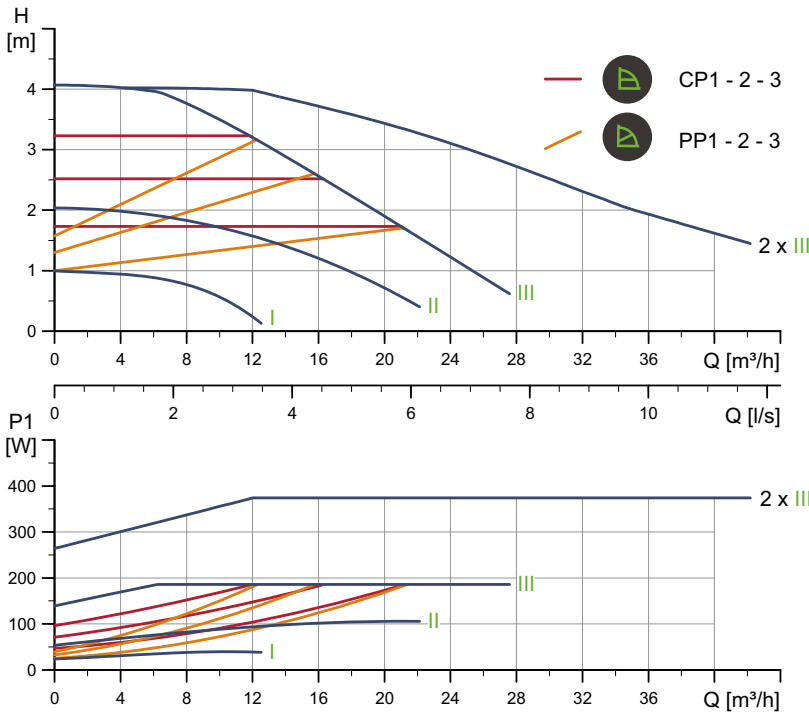 H
[m]
4
3
2
1
0
CP1 - 2 - 3
PP1 - 2 - 3
2 x III
III
II
I
0 4 8 12 16 20 24 28 32 36 Q [m³/h]
0 2 4 6 8 10 Q [l/s]
P1
[W]
400
300
200
100
0
2 x III
III
II
I
0 4 8 12 16 20 24 28 32 36 Q [m³/h]